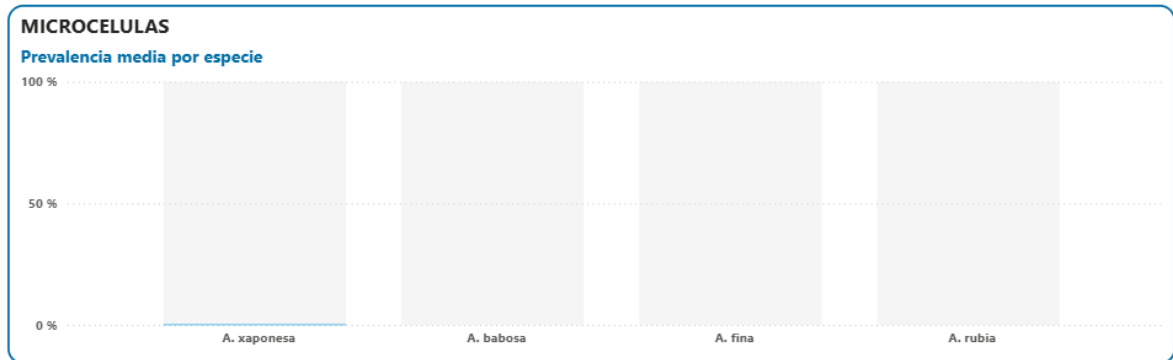 MICROCELULAS
Prevalencia media por especie
100 %
50 %
0 %
A. xaponesa A. babosa A. fina A. rubia